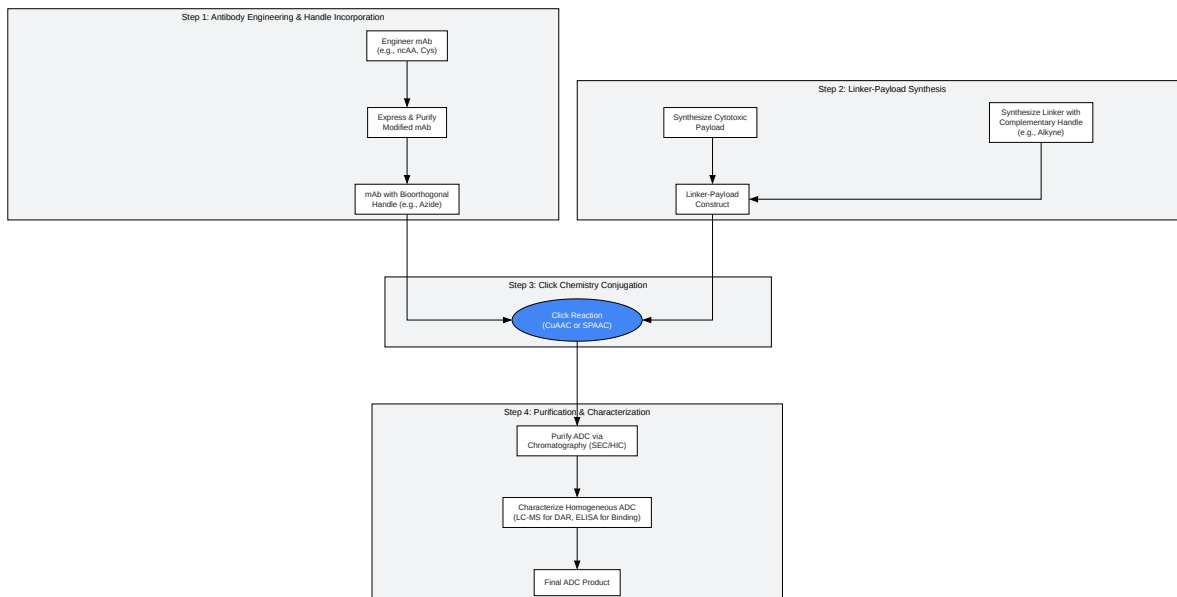 Step 1: Antibody Engineering & Handle Incorporation
Engineer mAb
(e.g., ncAA, Cys)
Express & Purify
Modified mAb
mAb with Bioorthogonal
Handle (e.g., Azide)
Step 2: Linker-Payload Synthesis
Synthesize Cytotoxic
Payload
Synthesize Linker with
Complementary Handle
(e.g., Alkyne)
Linker-Payload
Construct
Step 3: Click Chemistry Conjugation
Click Reaction
(CuAAC or SPAAC)
Step 4: Purification & Characterization
Purify ADC via
Chromatography (SEC/HIC)
Characterize Homogeneous ADC
(LC-MS for DAR, ELISA for Binding)
Final ADC Product